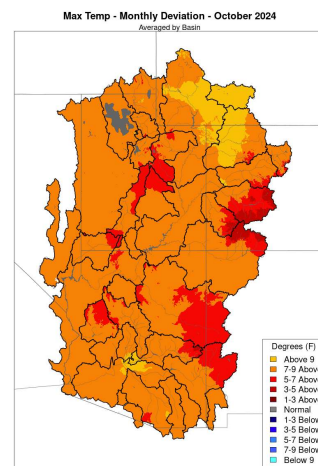 Max Temp - Monthly Deviation - October 2024
Averaged by Basin
Degrees (F)
Above 9
7-9 Above
5-7 Above
3-5 Above
1-3 Above
Normal
1-3 Below
3-5 Below
5-7 Below
7-9 Below
Below 9